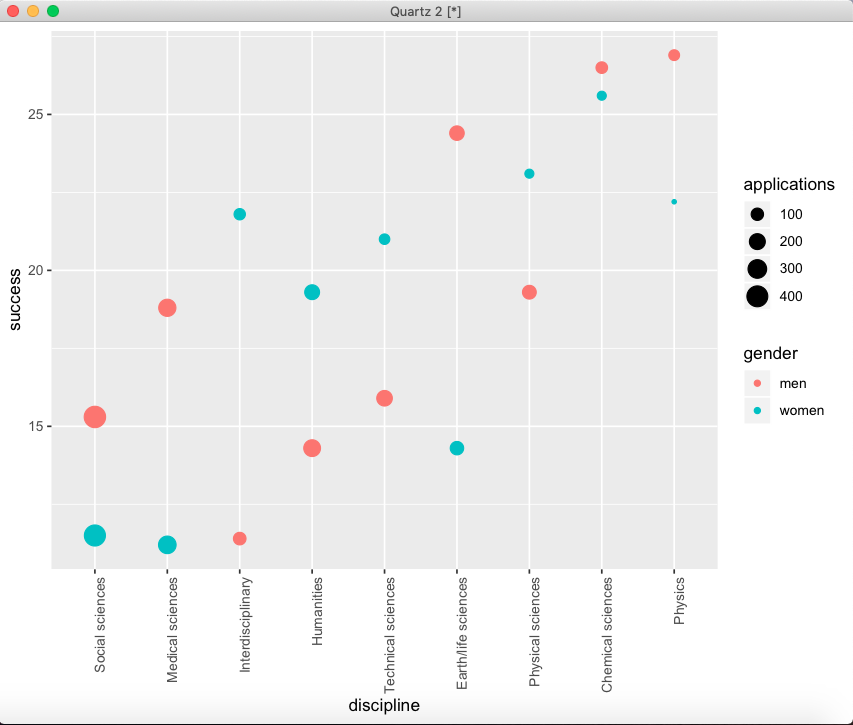 Quartz 2 [*]
25
20
15
success
Social sciences
Medical sciences
Interdisciplinary
Humanities
Technical sciences
Earth/life sciences
Physical sciences
Chemical sciences
Physics
discipline
applications
100
200
300
400
gender
men
women